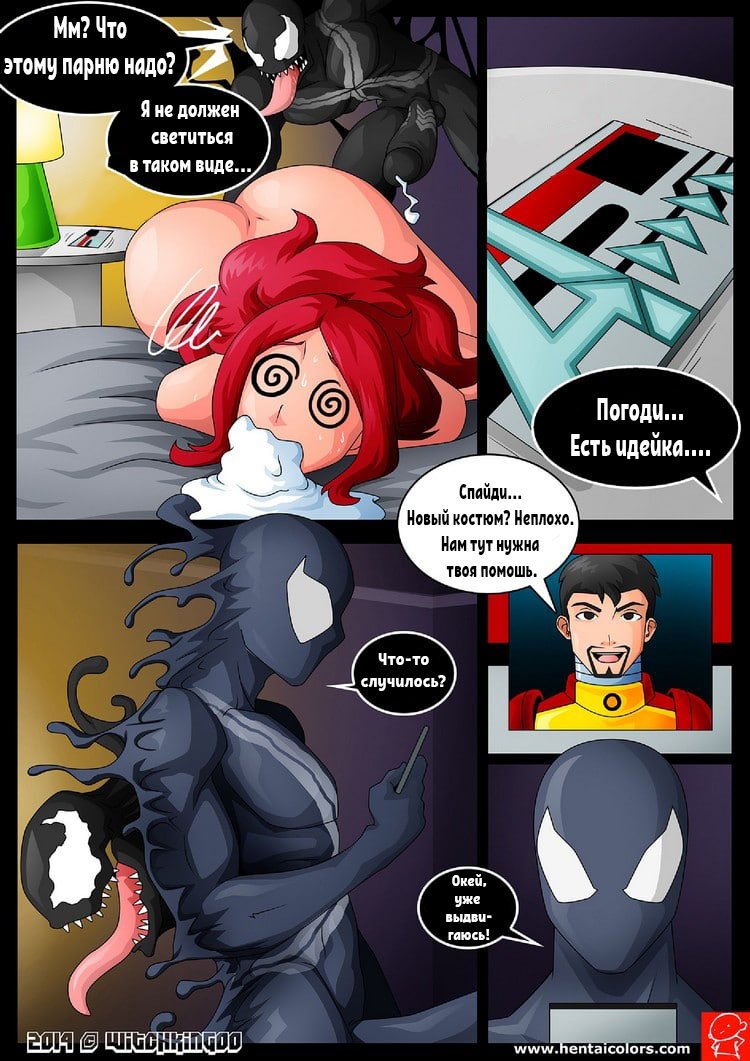 Мм? Что
этому парню надо?
Я не должен
светиться
в таком виде...
Погоди...
Есть идейка....
Спайди...
Новый костюм? Неплохо.
Нам тут нужна
твоя помошь.
Что-то
случилось?
Окей,
уже
выдви-
гаюсь!
2014 © WITCHKING00
www.hentaicolors.com